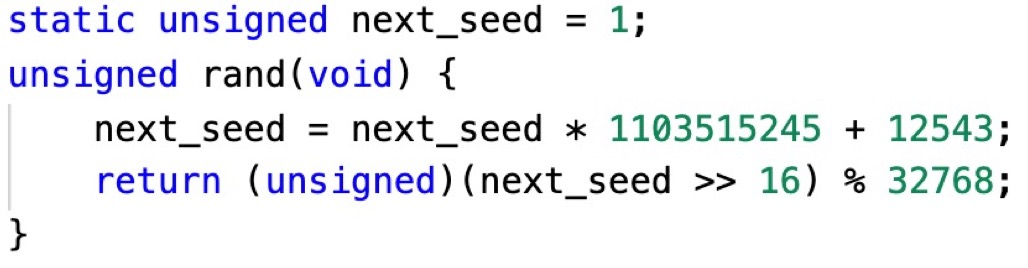 static unsigned next_seed = 1;
unsigned rand(void) {
    next_seed = next_seed * 1103515245 + 12543;
    return (unsigned)(next_seed >> 16) % 32768;
}